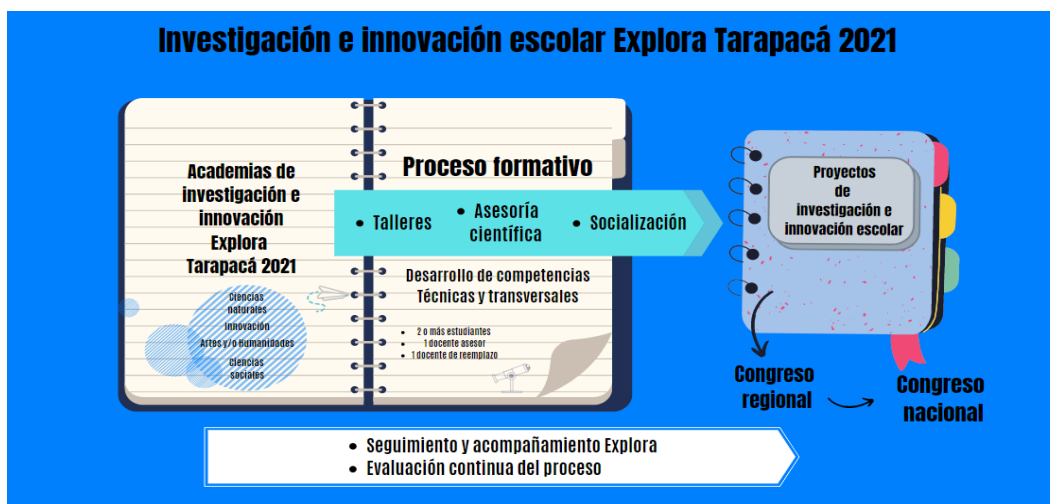 Investigación e innovación escolar Explora Tarapacá 2021
Academias de
investigación e
innovación
Explora
Tarapacá 2021
Ciencias
naturales
Innovación
Artes y/o Humanidades
Ciencias
sociales
Proceso formativo
• Talleres
• Asesoría
científica
• Socialización
Desarrollo de competencias
Técnicas y transversales
• 2 o más estudiantes
• 1 docente asesor
• 1 docente de reemplazo
Proyectos
de
investigación e
innovación escolar
Congreso
regional
Congreso
nacional
• Seguimiento y acompañamiento Explora
• Evaluación continua del proceso